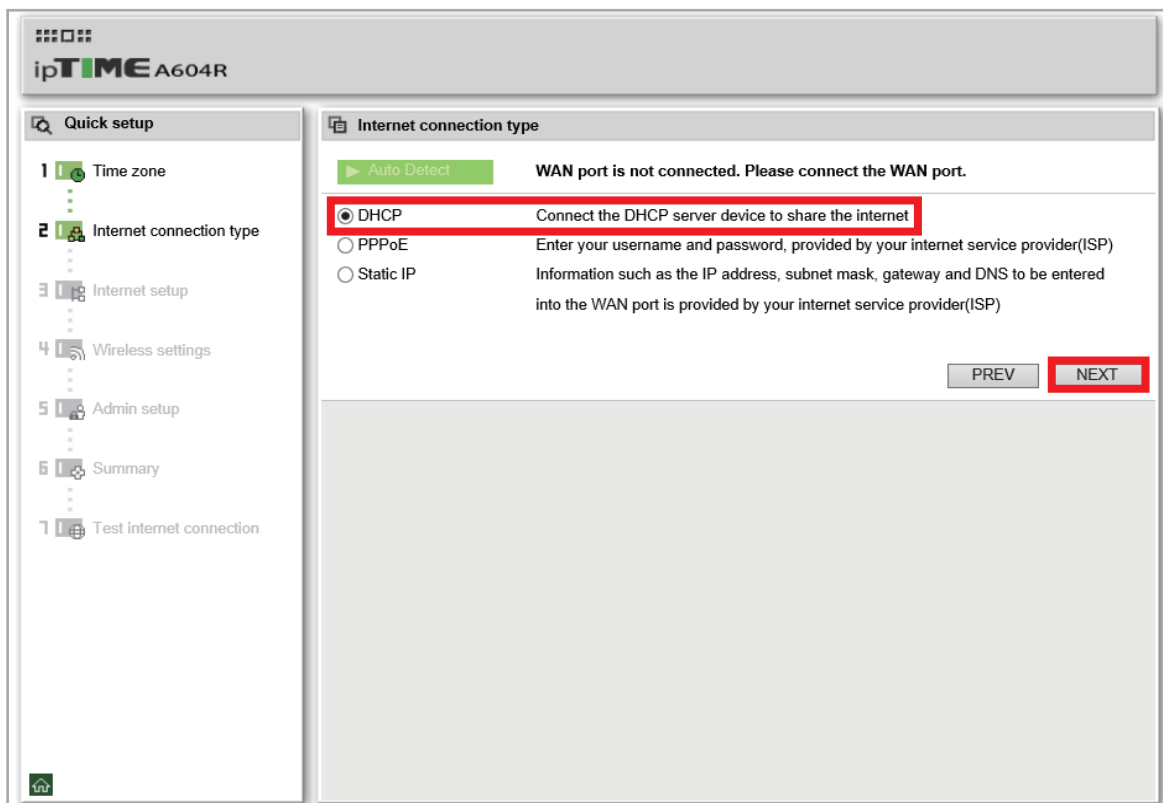 ipTIME A604R
Quick setup
1 Time zone
2 Internet connection type
3 Internet setup
4 Wireless settings
5 Admin setup
6 Summary
7 Test internet connection
Internet connection type
Auto Detect WAN port is not connected. Please connect the WAN port.
DHCP Connect the DHCP server device to share the internet
PPPoE Enter your username and password, provided by your internet service provider(ISP)
Static IP Information such as the IP address, subnet mask, gateway and DNS to be entered
into the WAN port is provided by your internet service provider(ISP)
PREV NEXT